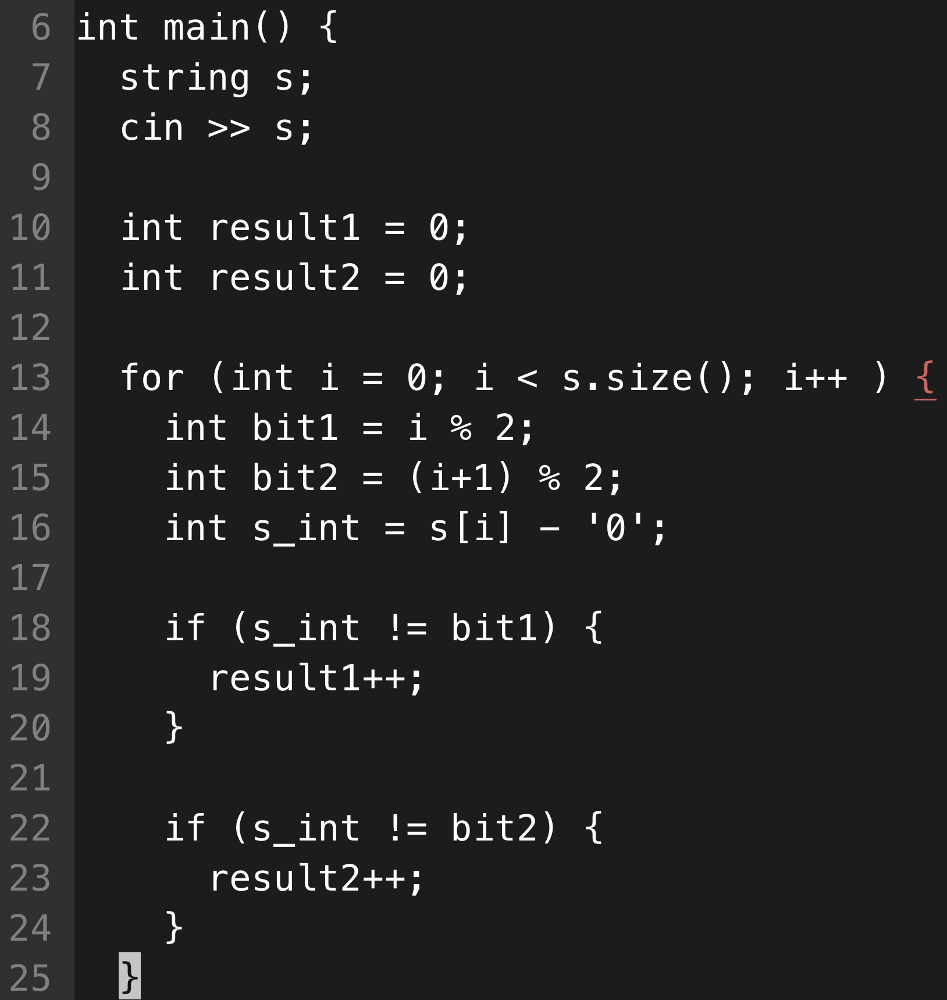 6 int main() {
7   string s;
8   cin >> s;
9
10   int result1 = 0;
11   int result2 = 0;
12
13   for (int i = 0; i < s.size(); i++ ) {
14     int bit1 = i % 2;
15     int bit2 = (i+1) % 2;
16     int s_int = s[i] - '0';
17
18     if (s_int != bit1) {
19       result1++;
20     }
21
22     if (s_int != bit2) {
23       result2++;
24     }
25   }